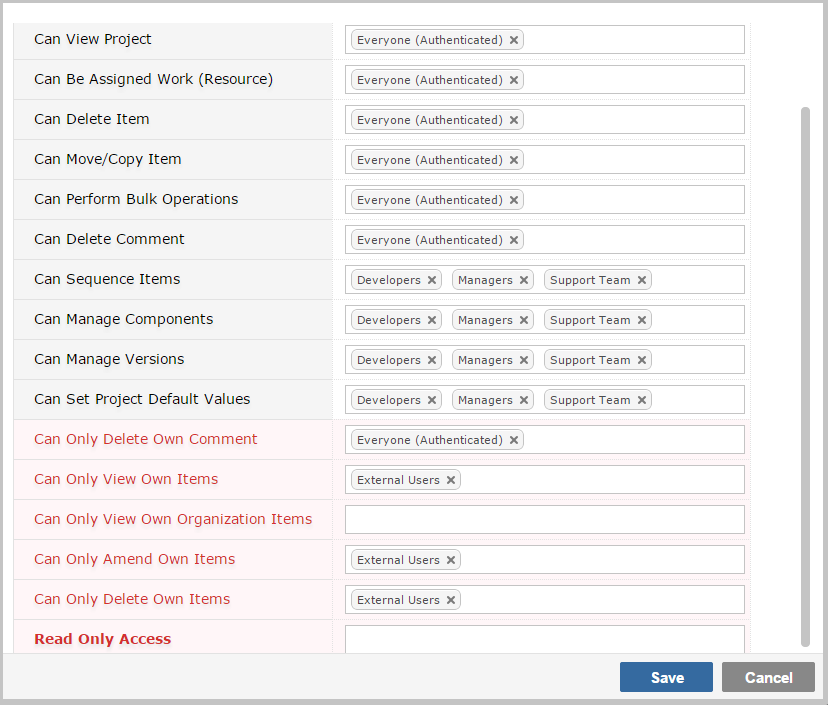 Can View Project Everyone (Authenticated) ✕
Can Be Assigned Work (Resource) Everyone (Authenticated) ✕
Can Delete Item Everyone (Authenticated) ✕
Can Move/Copy Item Everyone (Authenticated) ✕
Can Perform Bulk Operations Everyone (Authenticated) ✕
Can Delete Comment Everyone (Authenticated) ✕
Can Sequence Items Developers ✕ Managers ✕ Support Team ✕
Can Manage Components Developers ✕ Managers ✕ Support Team ✕
Can Manage Versions Developers ✕ Managers ✕ Support Team ✕
Can Set Project Default Values Developers ✕ Managers ✕ Support Team ✕
Can Only Delete Own Comment Everyone (Authenticated) ✕
Can Only View Own Items External Users ✕
Can Only View Own Organization Items
Can Only Amend Own Items External Users ✕
Can Only Delete Own Items External Users ✕
Read Only Access
Save Cancel